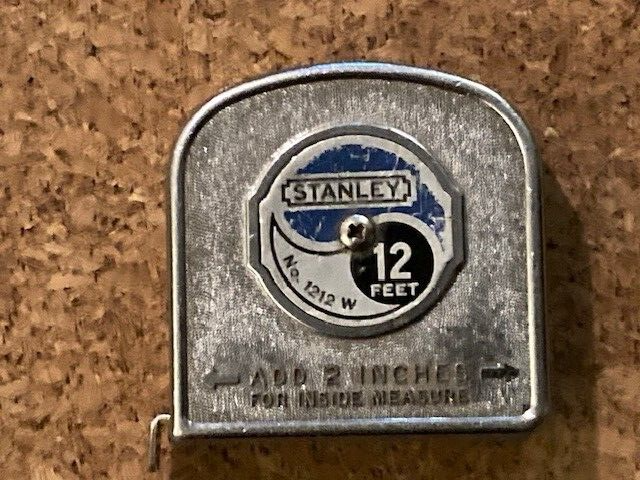 STANLEY
12
FEET
No. 1212 W
← ADD 2 INCHES →
FOR INSIDE MEASURE